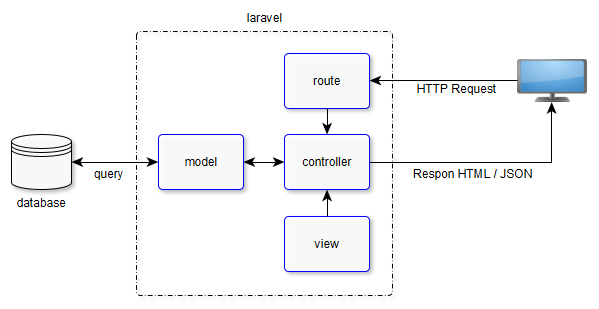 laravel
route
HTTP Request
model
controller
query
Respon HTML / JSON
database
view